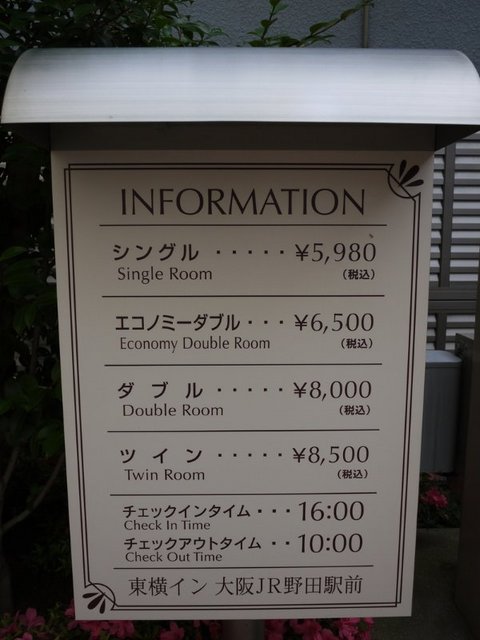 INFORMATION
シングル ····· ¥5,980
Single Room (税込)
エコノミーダブル ··· ¥6,500
Economy Double Room (税込)
ダブル ····· ¥8,000
Double Room (税込)
ツイン ····· ¥8,500
Twin Room (税込)
チェックインタイム ··· 16:00
Check In Time
チェックアウトタイム ·· 10:00
Check Out Time
東横イン 大阪JR野田駅前